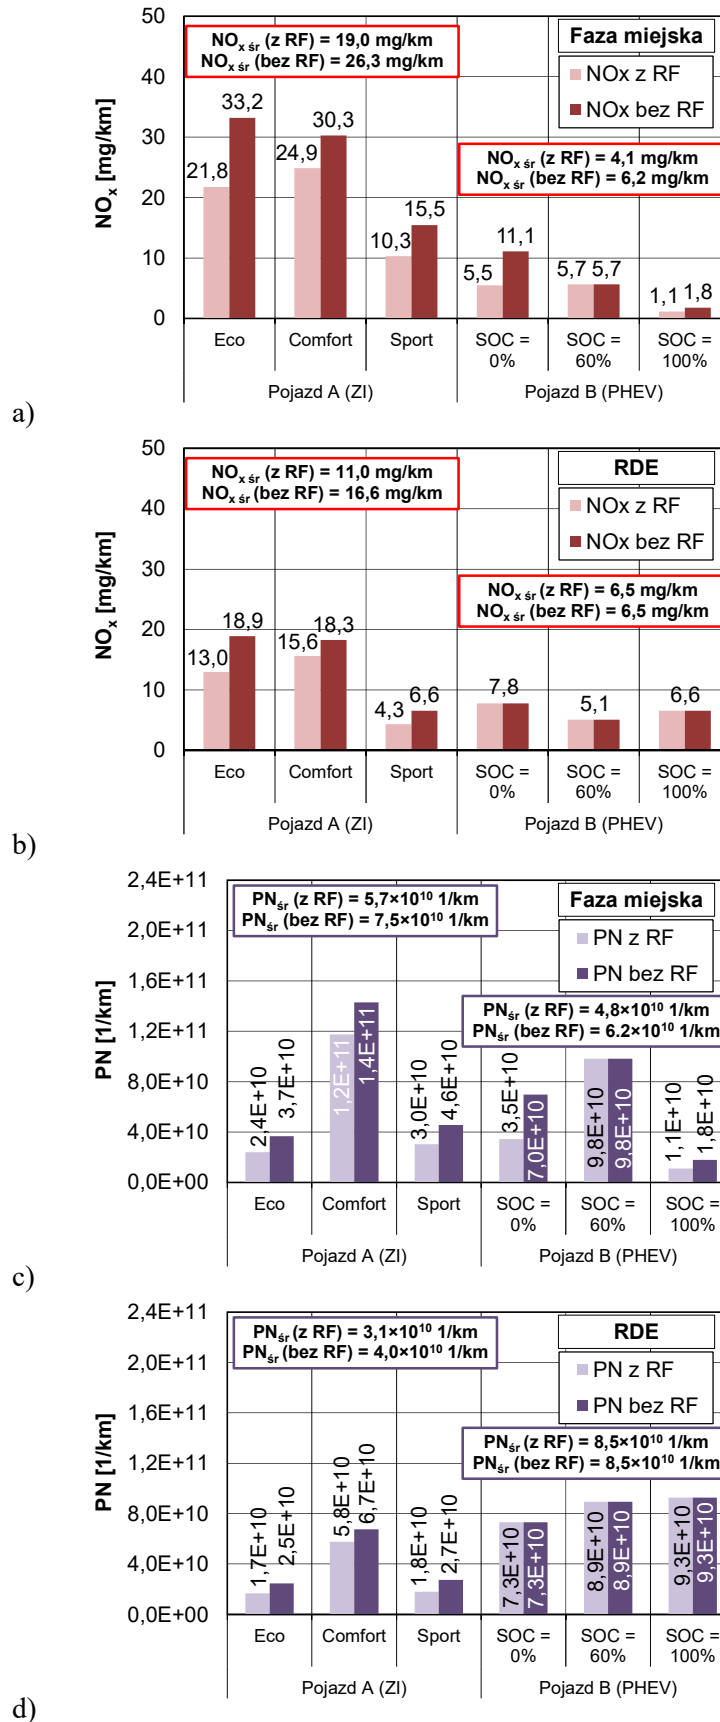 NOₓ śr (z RF) = 19,0 mg/km
NOₓ śr (bez RF) = 26,3 mg/km
Faza miejska
NOx z RF
NOx bez RF
NOₓ śr (z RF) = 4,1 mg/km
NOₓ śr (bez RF) = 6,2 mg/km
NOₓ [mg/km]
50
40
30
20
10
0
21,8 33,2 24,9 30,3 10,3 15,5 5,5 11,1 5,7 5,7 1,1 1,8
Eco Comfort Sport SOC = 0% SOC = 60% SOC = 100%
Pojazd A (ZI) Pojazd B (PHEV)
a)
NOₓ śr (z RF) = 11,0 mg/km
NOₓ śr (bez RF) = 16,6 mg/km
RDE
NOx z RF
NOx bez RF
NOₓ śr (z RF) = 6,5 mg/km
NOₓ śr (bez RF) = 6,5 mg/km
NOₓ [mg/km]
50
40
30
20
10
0
13,0 18,9 15,6 18,3 4,3 6,6 7,8 5,1 6,6
Eco Comfort Sport SOC = 0% SOC = 60% SOC = 100%
Pojazd A (ZI) Pojazd B (PHEV)
b)
PNśr (z RF) = 5,7×10¹⁰ 1/km
PNśr (bez RF) = 7,5×10¹⁰ 1/km
Faza miejska
PN z RF
PN bez RF
PNśr (z RF) = 4,8×10¹⁰ 1/km
PNśr (bez RF) = 6.2×10¹⁰ 1/km
PN [1/km]
2,4E+11
2,0E+11
1,6E+11
1,2E+11
8,0E+10
4,0E+10
0,0E+00
2,4E+10 3,7E+10 1,2E+11 1,4E+11 3,0E+10 4,6E+10 3,5E+10 7,0E+10 9,8E+10 9,8E+10 1,1E+10 1,8E+10
Eco Comfort Sport SOC = 0% SOC = 60% SOC = 100%
Pojazd A (ZI) Pojazd B (PHEV)
c)
PNśr (z RF) = 3,1×10¹⁰ 1/km
PNśr (bez RF) = 4,0×10¹⁰ 1/km
RDE
PN z RF
PN bez RF
PNśr (z RF) = 8,5×10¹⁰ 1/km
PNśr (bez RF) = 8,5×10¹⁰ 1/km
PN [1/km]
2,4E+11
2,0E+11
1,6E+11
1,2E+11
8,0E+10
4,0E+10
0,0E+00
1,7E+10 2,5E+10 5,8E+10 6,7E+10 1,8E+10 2,7E+10 7,3E+10 7,3E+10 8,9E+10 8,9E+10 9,3E+10 9,3E+10
Eco Comfort Sport SOC = 0% SOC = 60% SOC = 100%
Pojazd A (ZI) Pojazd B (PHEV)
d)